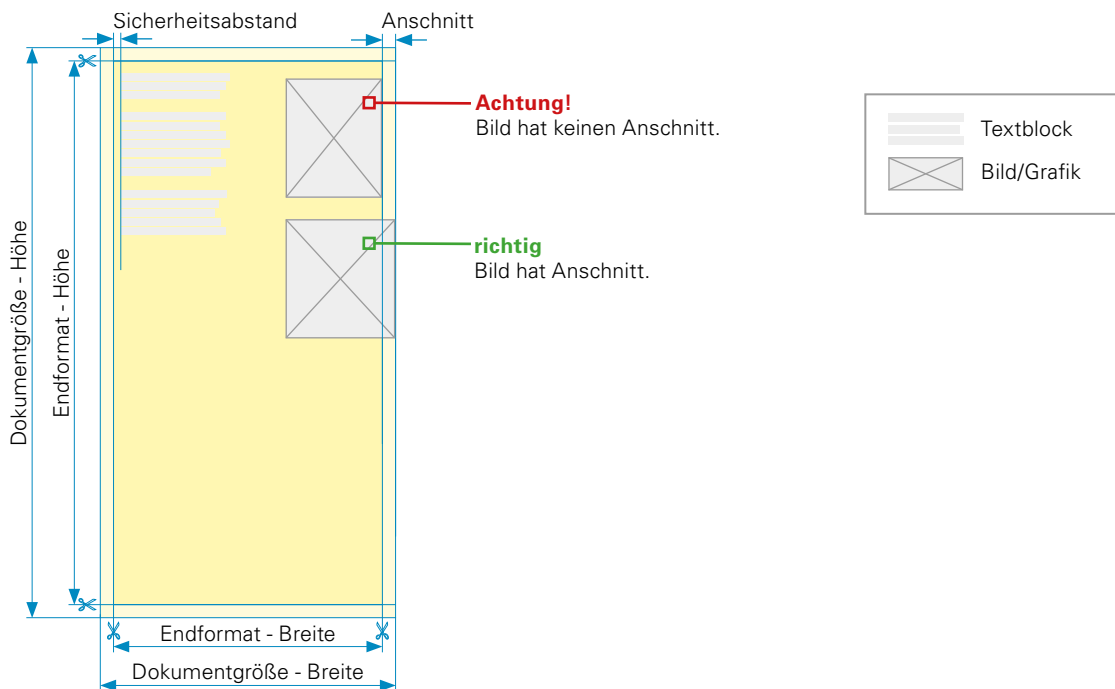 Sicherheitsabstand
Anschnitt
Achtung!
Bild hat keinen Anschnitt.
Textblock
Bild/Grafik
richtig
Bild hat Anschnitt.
Dokumentgröße - Höhe
Endformat - Höhe
Endformat - Breite
Dokumentgröße - Breite